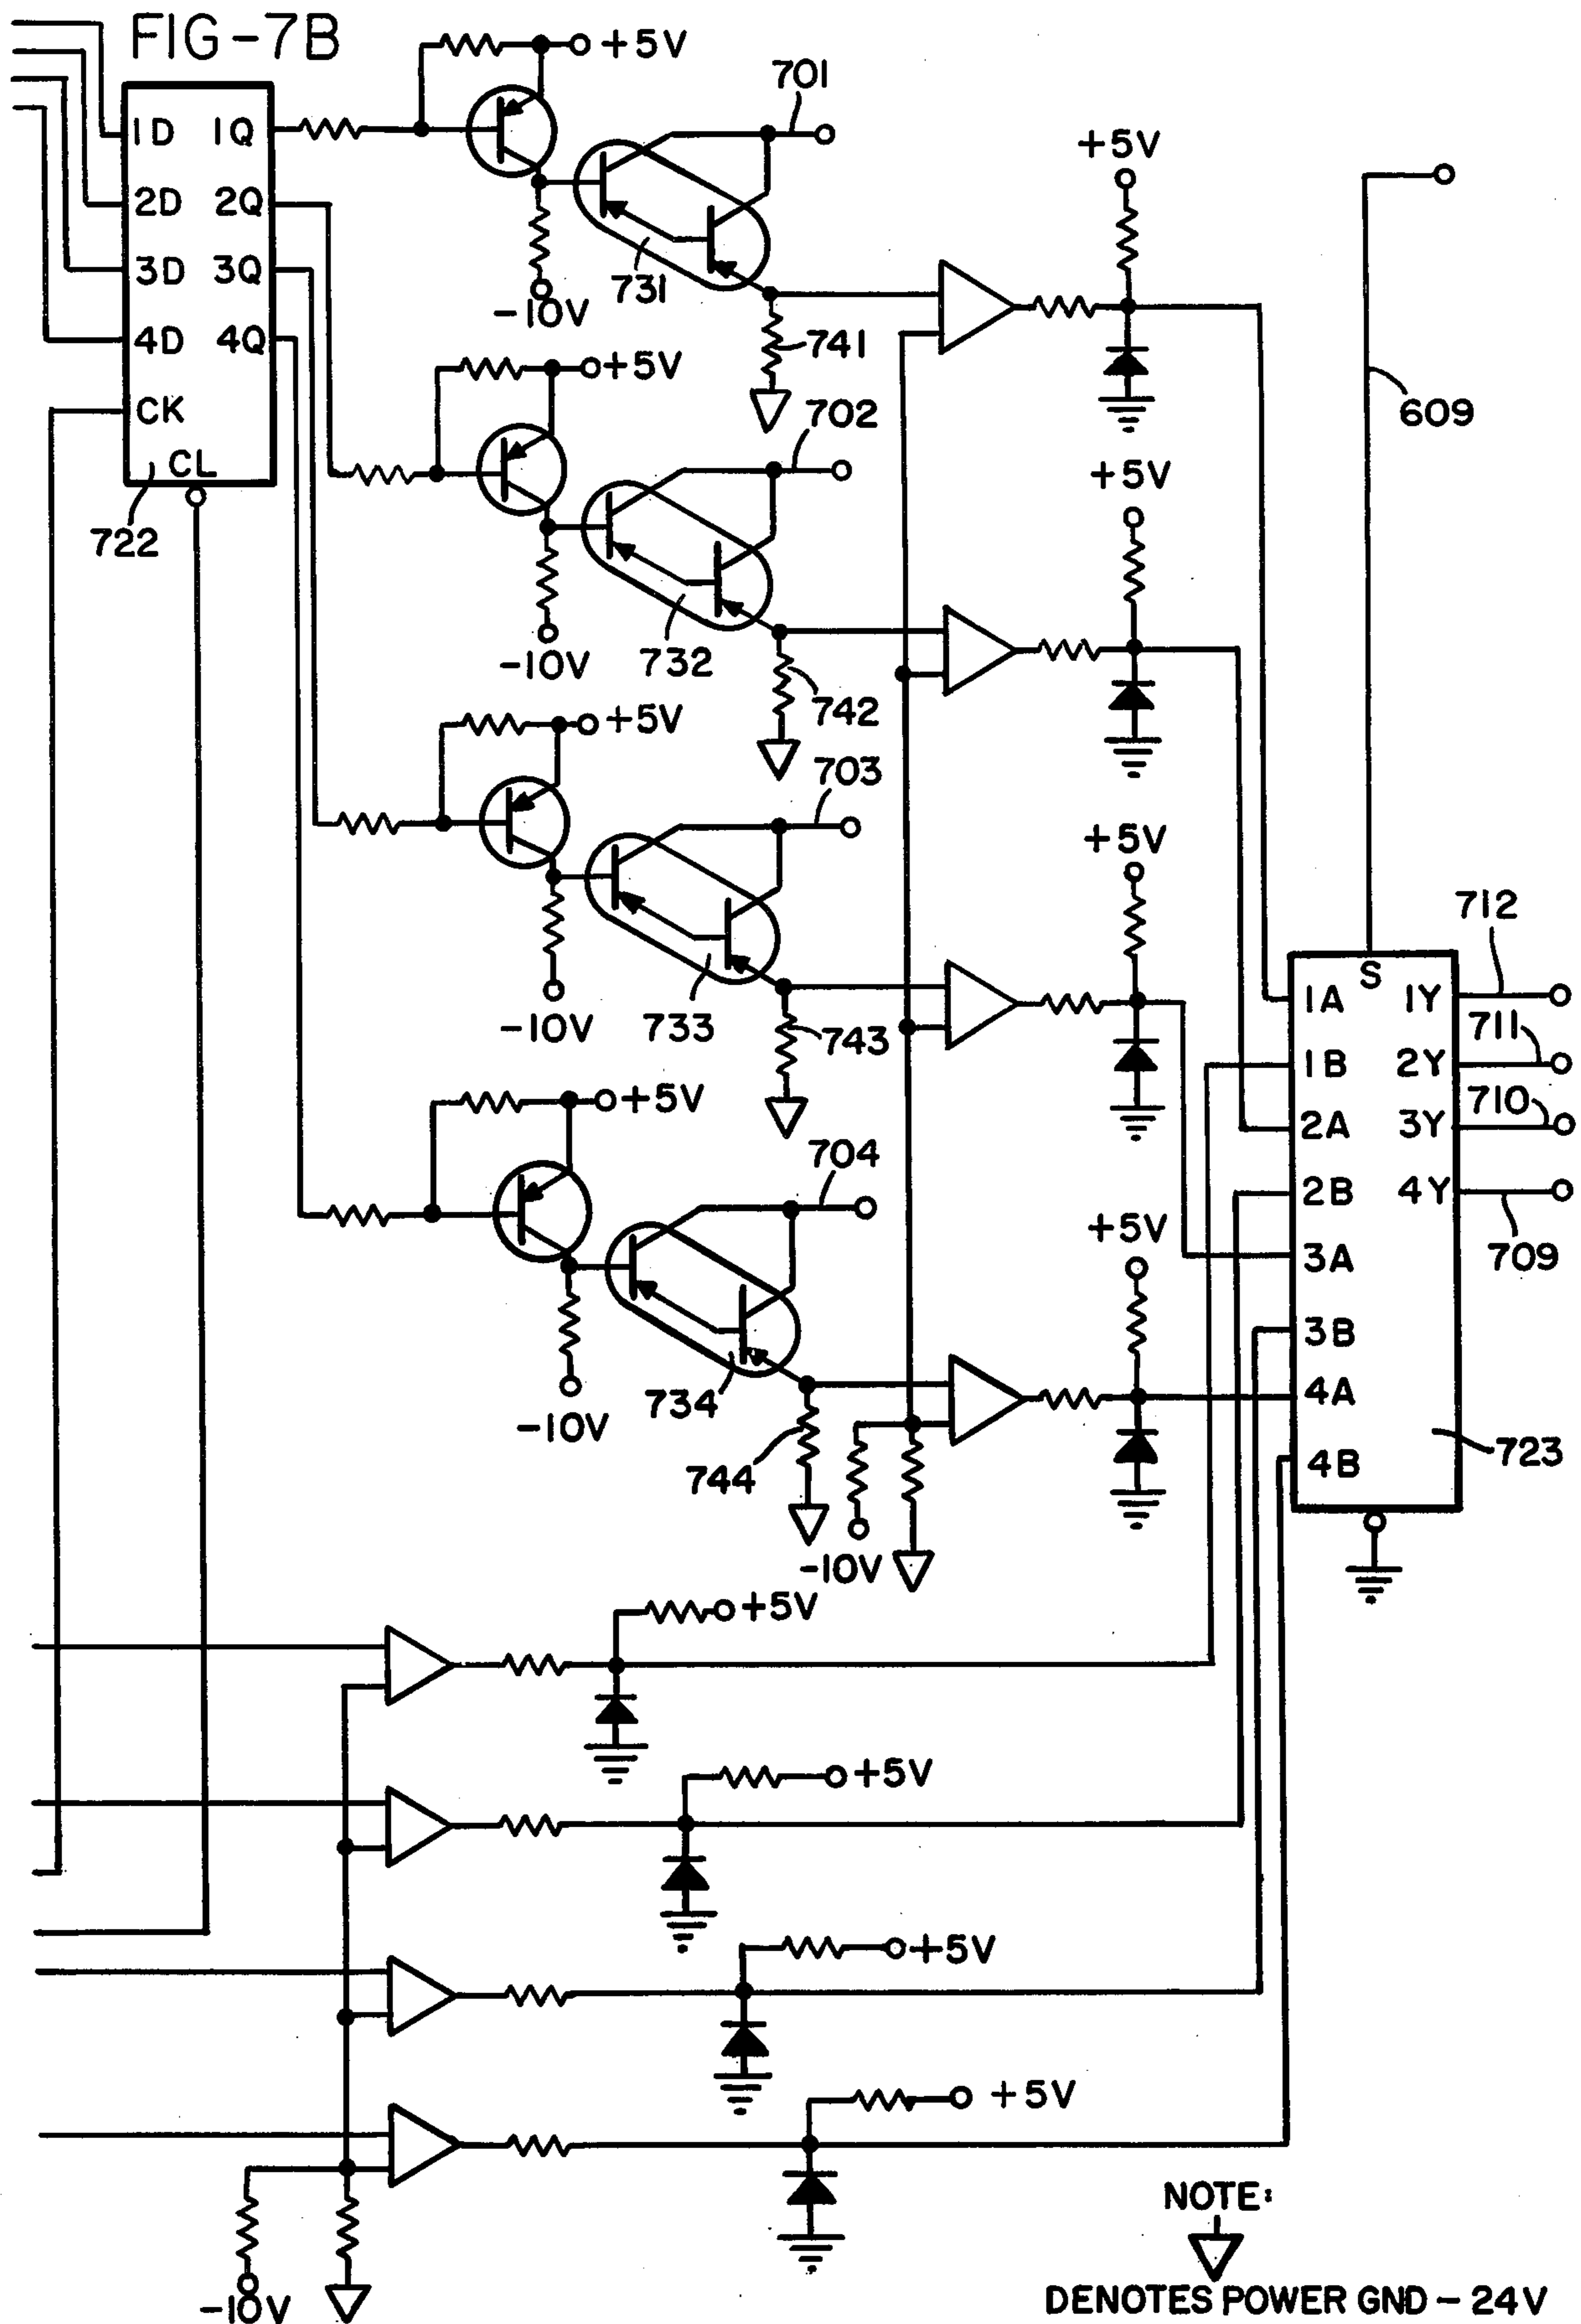 FIG-7B
+5V
701
1D 1Q
2D 2Q
3D 3Q
4D 4Q
CK
CL
722
731
-10V
741
+5V
609
+5V
702
732
-10V
742
+5V
+5V
703
733
-10V
743
+5V
+5V
704
734
-10V
744
+5V
-10V
S
1A 1Y
1B 2Y
2A 3Y
2B 4Y
3A
3B
4A
4B
712
711
710
709
723
+5V
+5V
+5V
+5V
-10V
NOTE:
DENOTES POWER GND - 24V